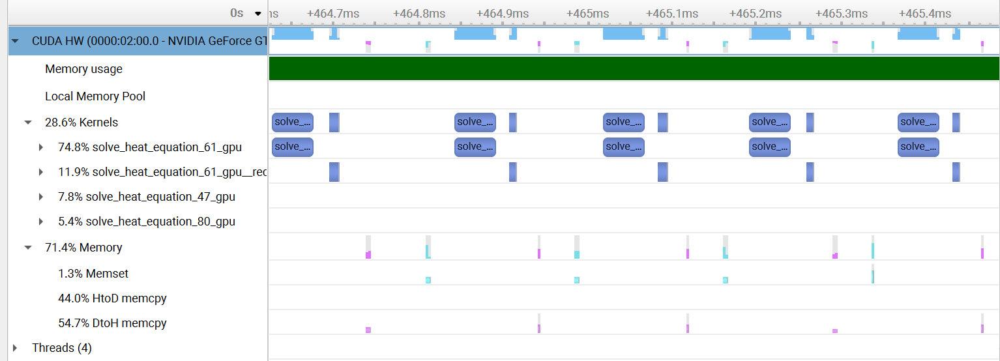 0s ms +464.7ms +464.8ms +464.9ms +465ms +465.1ms +465.2ms +465.3ms +465.4ms
CUDA HW (0000:02:00.0 - NVIDIA GeForce GT
Memory usage
Local Memory Pool
28.6% Kernels solve_... solve_... solve_... solve_... solve_...
74.8% solve_heat_equation_61_gpu solve_... solve_... solve_... solve_... solve_...
11.9% solve_heat_equation_61_gpu__rec
7.8% solve_heat_equation_47_gpu
5.4% solve_heat_equation_80_gpu
71.4% Memory
1.3% Memset
44.0% HtoD memcpy
54.7% DtoH memcpy
Threads (4)